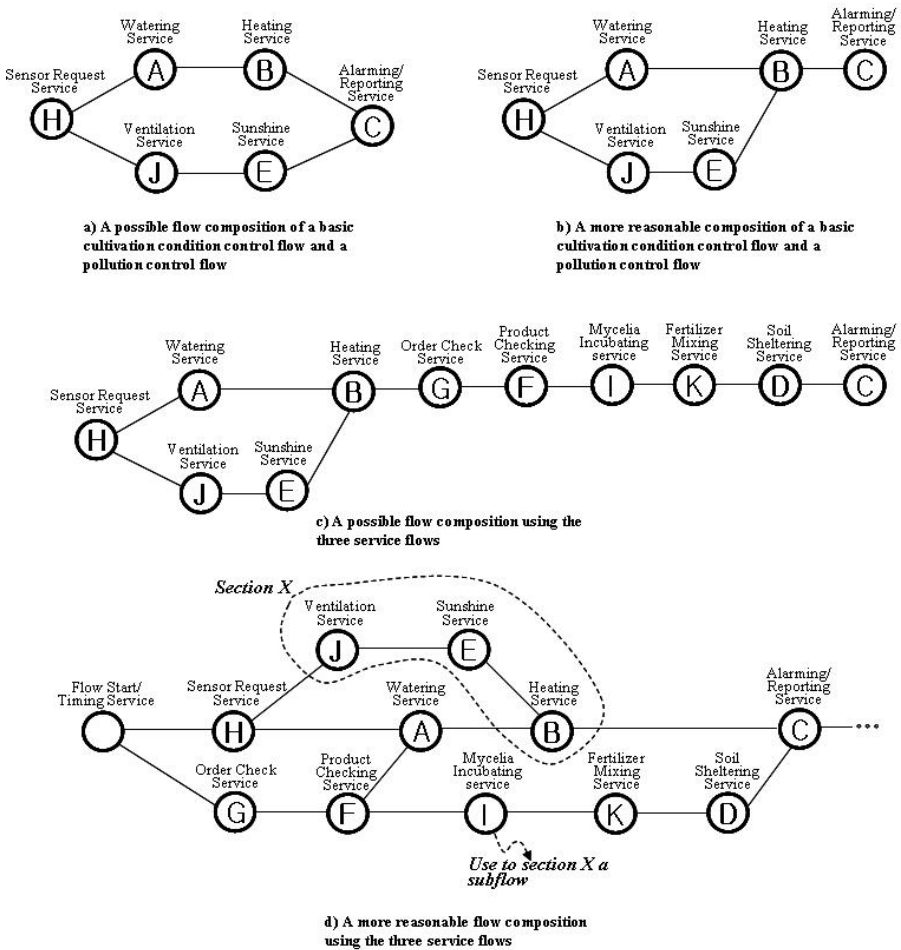 Watering
Service
A
Heating
Service
B
Sensor Request
Service
H
Alarming/
Reporting
Service
C
Ventilation
Service
J
Sunshine
Service
E
a) A possible flow composition of a basic
cultivation condition control flow and a
pollution control flow
Watering
Service
A
Heating
Service
B
Alarming/
Reporting
Service
C
Sensor Request
Service
H
Ventilation
Service
J
Sunshine
Service
E
b) A more reasonable composition of a basic
cultivation condition control flow and a
pollution control flow
Watering
Service
A
Heating
Service
B
Order Check
Service
G
Product
Checking
Service
F
Mycelia
Incubating
service
I
Fertilizer
Mixing
Service
K
Soil
Sheltering
Service
D
Alarming/
Reporting
Service
C
Sensor Request
Service
H
Ventilation
Service
J
Sunshine
Service
E
c) A possible flow composition using the
three service flows
Section X
Ventilation
Service
J
Sunshine
Service
E
Flow Start/
Timing Service
Sensor Request
Service
H
Watering
Service
A
Heating
Service
B
Alarming/
Reporting
Service
C
...
Order Check
Service
G
Product
Checking
Service
F
Mycelia
Incubating
service
I
Fertilizer
Mixing
Service
K
Soil
Sheltering
Service
D
Use to section X a
subflow
d) A more reasonable flow composition
using the three service flows